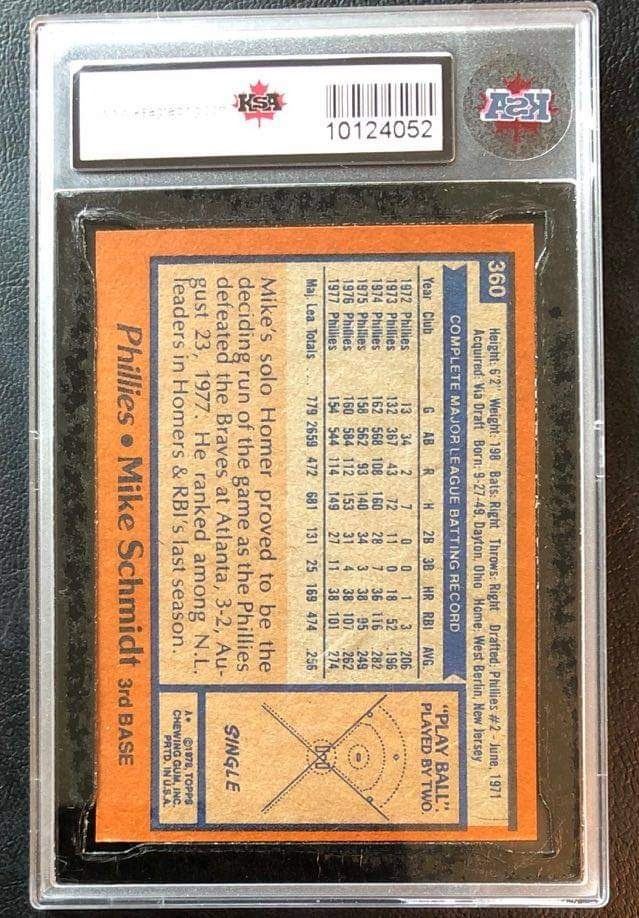 KSA
10124052
KSA
360
Height: 6'2" Weight: 198 Bats: Right Throws: Right Drafted: Phillies #2 - June, 1971
Acquired: Via Draft Born: 9-27-49, Dayton, Ohio Home: West Berlin, New Jersey
COMPLETE MAJOR LEAGUE BATTING RECORD
Year Club G AB R H 2B 3B HR RBI AVG.
1972 Phillies 13 34 2 7 0 0 1 3 .206
1973 Phillies 132 367 43 72 11 0 18 52 .196
1974 Phillies 162 568 108 160 28 7 36 116 .282
1975 Phillies 158 562 93 140 34 3 38 95 .249
1976 Phillies 160 584 112 153 31 4 38 107 .262
1977 Phillies 154 544 114 149 27 11 38 101 .274
Maj. Lea. Totals... 779 2659 472 681 131 25 169 474 .256
Mike's solo Homer proved to be the
deciding run of the game as the Phillies
defeated the Braves at Atlanta, 3-2, Au-
gust 23, 1977. He ranked among N.L.
leaders in Homers & RBI's last season.
"PLAY BALL"
PLAYED BY TWO
SINGLE
A* ©1978, TOPPS
CHEWING GUM, INC.
PRTD. IN U.S.A.
Phillies • Mike Schmidt 3rd BASE